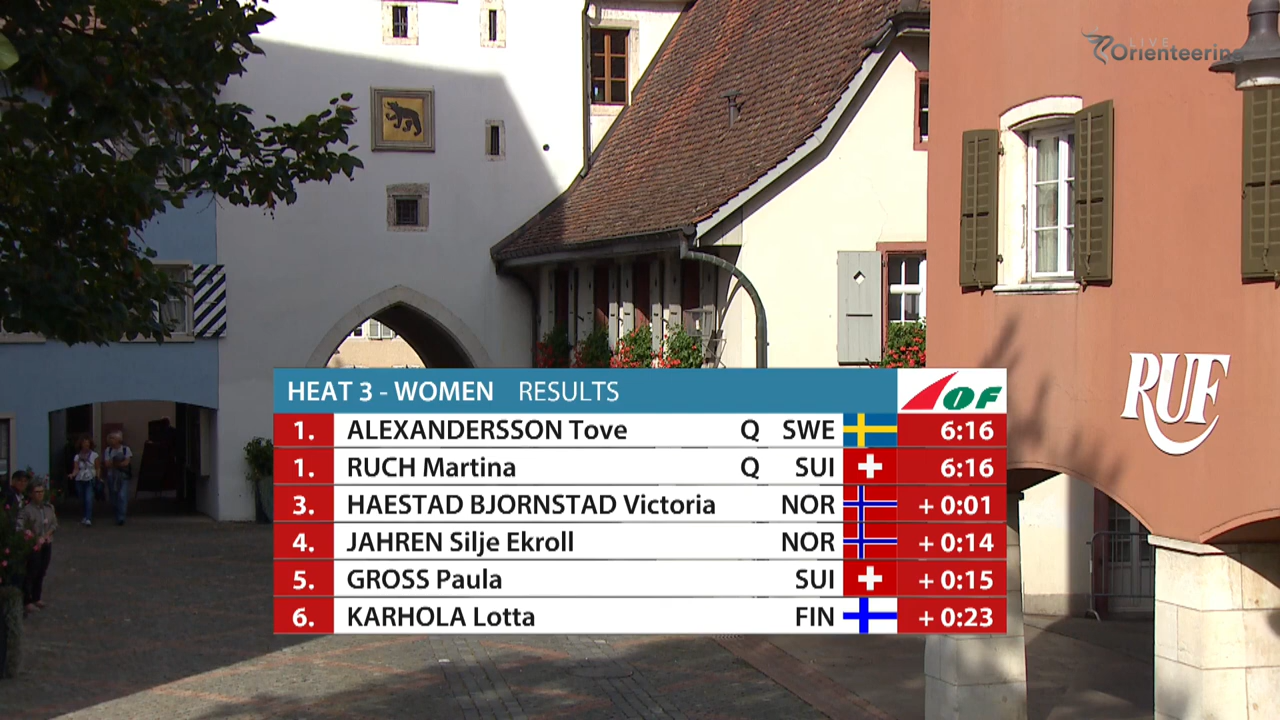 LIVE
Orienteering
HEAT 3 - WOMEN RESULTS IOF
1. ALEXANDERSSON Tove Q SWE 6:16
1. RUCH Martina Q SUI 6:16
3. HAESTAD BJORNSTAD Victoria NOR + 0:01
4. JAHREN Silje Ekroll NOR + 0:14
5. GROSS Paula SUI + 0:15
6. KARHOLA Lotta FIN + 0:23
RUF